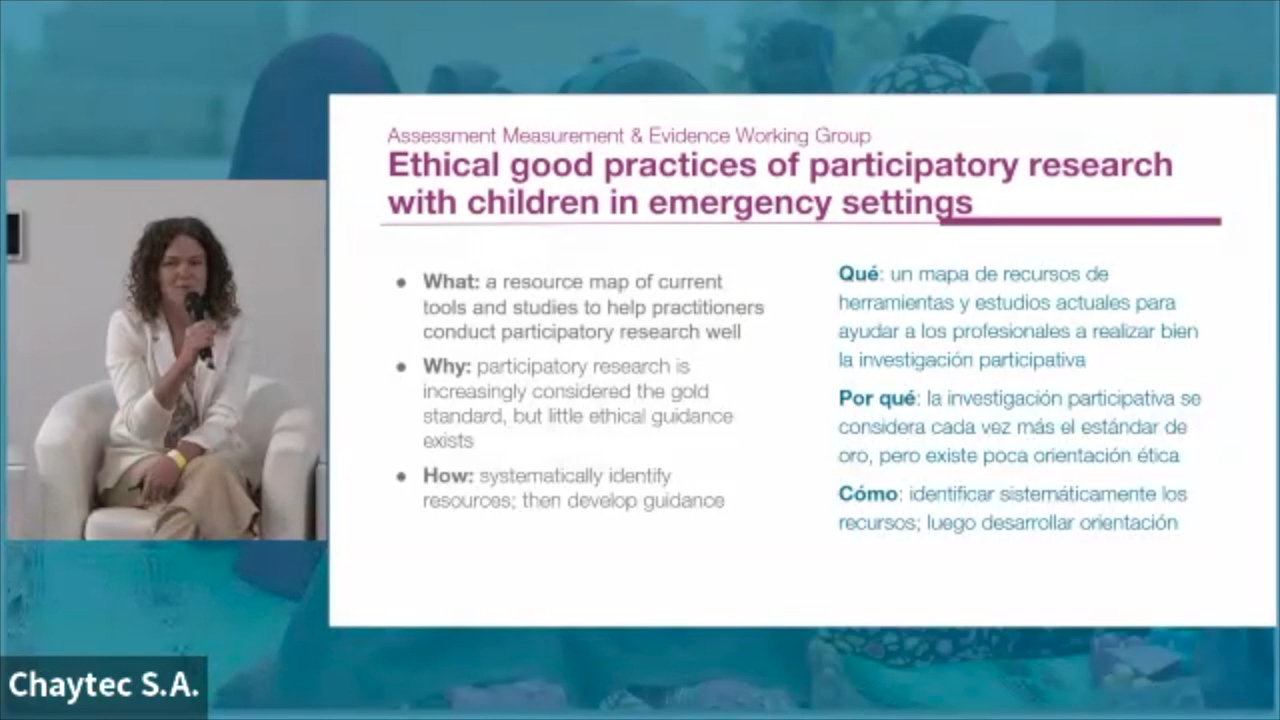 Assessment Measurement & Evidence Working Group
Ethical good practices of participatory research
with children in emergency settings
● What: a resource map of current
tools and studies to help practitioners
conduct participatory research well
● Why: participatory research is
increasingly considered the gold
standard, but little ethical guidance
exists
● How: systematically identify
resources; then develop guidance
Qué: un mapa de recursos de
herramientas y estudios actuales para
ayudar a los profesionales a realizar bien
la investigación participativa
Por qué: la investigación participativa se
considera cada vez más el estándar de
oro, pero existe poca orientación ética
Cómo: identificar sistemáticamente los
recursos; luego desarrollar orientación
Chaytec S.A.